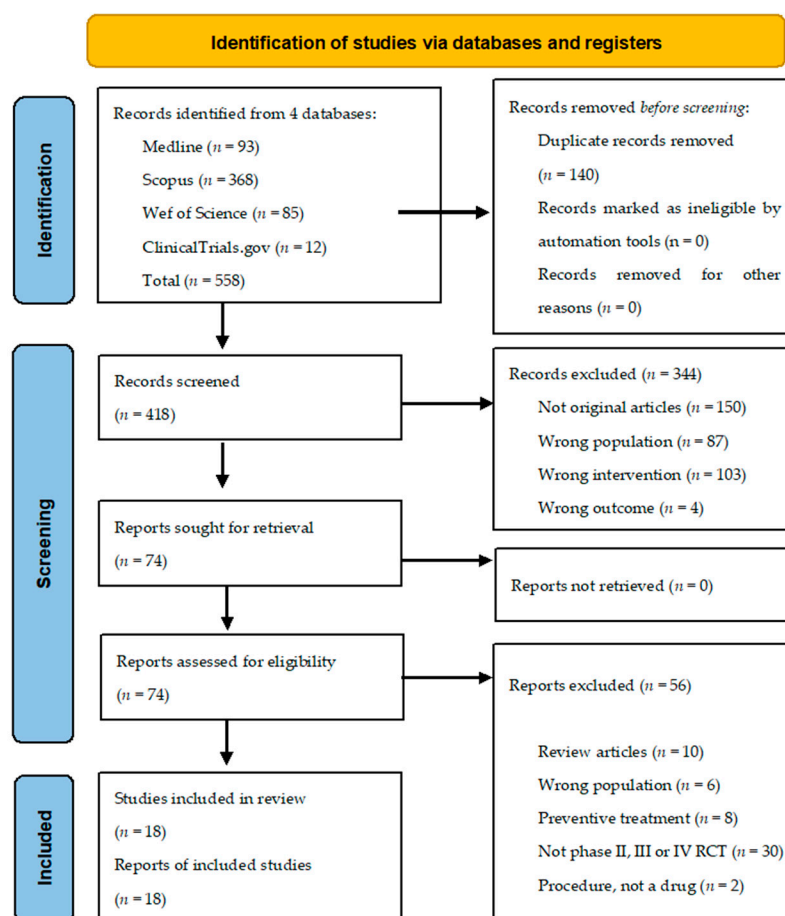 Identification of studies via databases and registers
Identification
Records identified from 4 databases:
Medline (n = 93)
Scopus (n = 368)
Wef of Science (n = 85)
ClinicalTrials.gov (n = 12)
Total (n = 558)
Records removed before screening:
Duplicate records removed
(n = 140)
Records marked as ineligible by
automation tools (n = 0)
Records removed for other
reasons (n = 0)
Screening
Records screened
(n = 418)
Records excluded (n = 344)
Not original articles (n = 150)
Wrong population (n = 87)
Wrong intervention (n = 103)
Wrong outcome (n = 4)
Reports sought for retrieval
(n = 74)
Reports not retrieved (n = 0)
Reports assessed for eligibility
(n = 74)
Reports excluded (n = 56)
Review articles (n = 10)
Wrong population (n = 6)
Preventive treatment (n = 8)
Not phase II, III or IV RCT (n = 30)
Procedure, not a drug (n = 2)
Included
Studies included in review
(n = 18)
Reports of included studies
(n = 18)